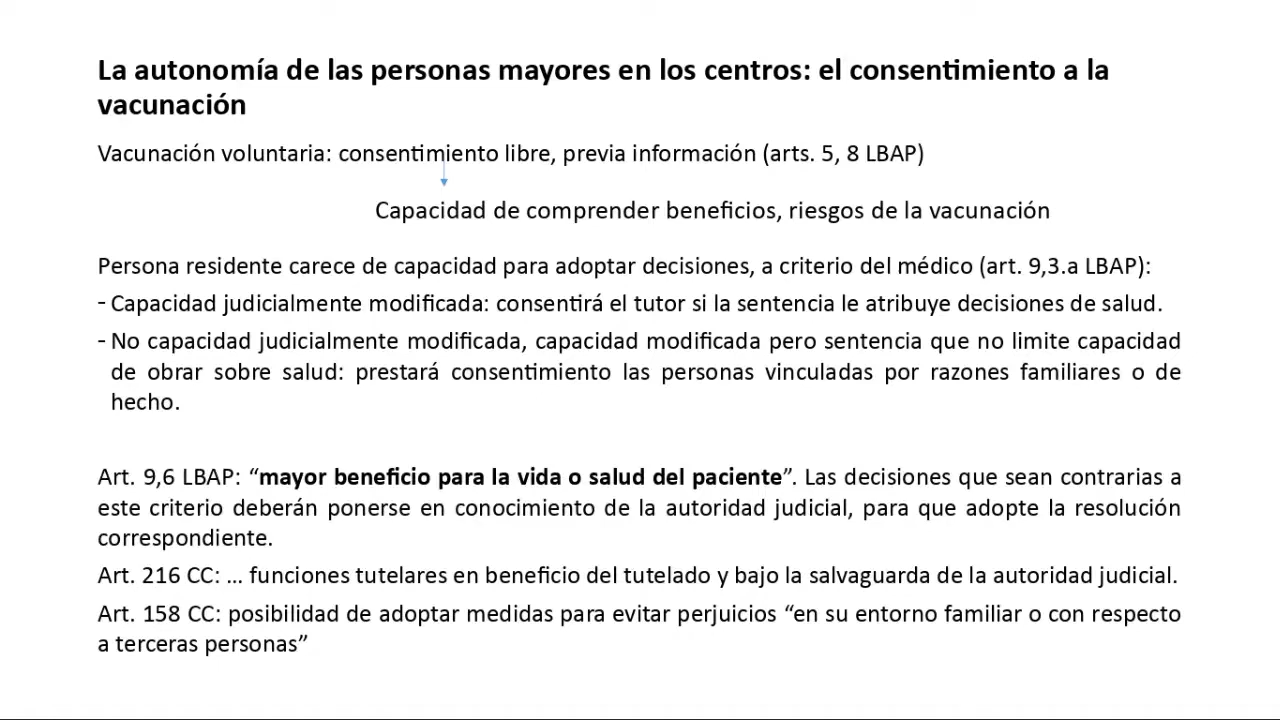 La autonomía de las personas mayores en los centros: el consentimiento a la
vacunación
Vacunación voluntaria: consentimiento libre, previa información (arts. 5, 8 LBAP)
Capacidad de comprender beneficios, riesgos de la vacunación
Persona residente carece de capacidad para adoptar decisiones, a criterio del médico (art. 9,3.a LBAP):
- Capacidad judicialmente modificada: consentirá el tutor si la sentencia le atribuye decisiones de salud.
- No capacidad judicialmente modificada, capacidad modificada pero sentencia que no limite capacidad
de obrar sobre salud: prestará consentimiento las personas vinculadas por razones familiares o de
hecho.
Art. 9,6 LBAP: “mayor beneficio para la vida o salud del paciente”. Las decisiones que sean contrarias a
este criterio deberán ponerse en conocimiento de la autoridad judicial, para que adopte la resolución
correspondiente.
Art. 216 CC: ... funciones tutelares en beneficio del tutelado y bajo la salvaguarda de la autoridad judicial.
Art. 158 CC: posibilidad de adoptar medidas para evitar perjuicios “en su entorno familiar o con respecto
a terceras personas”